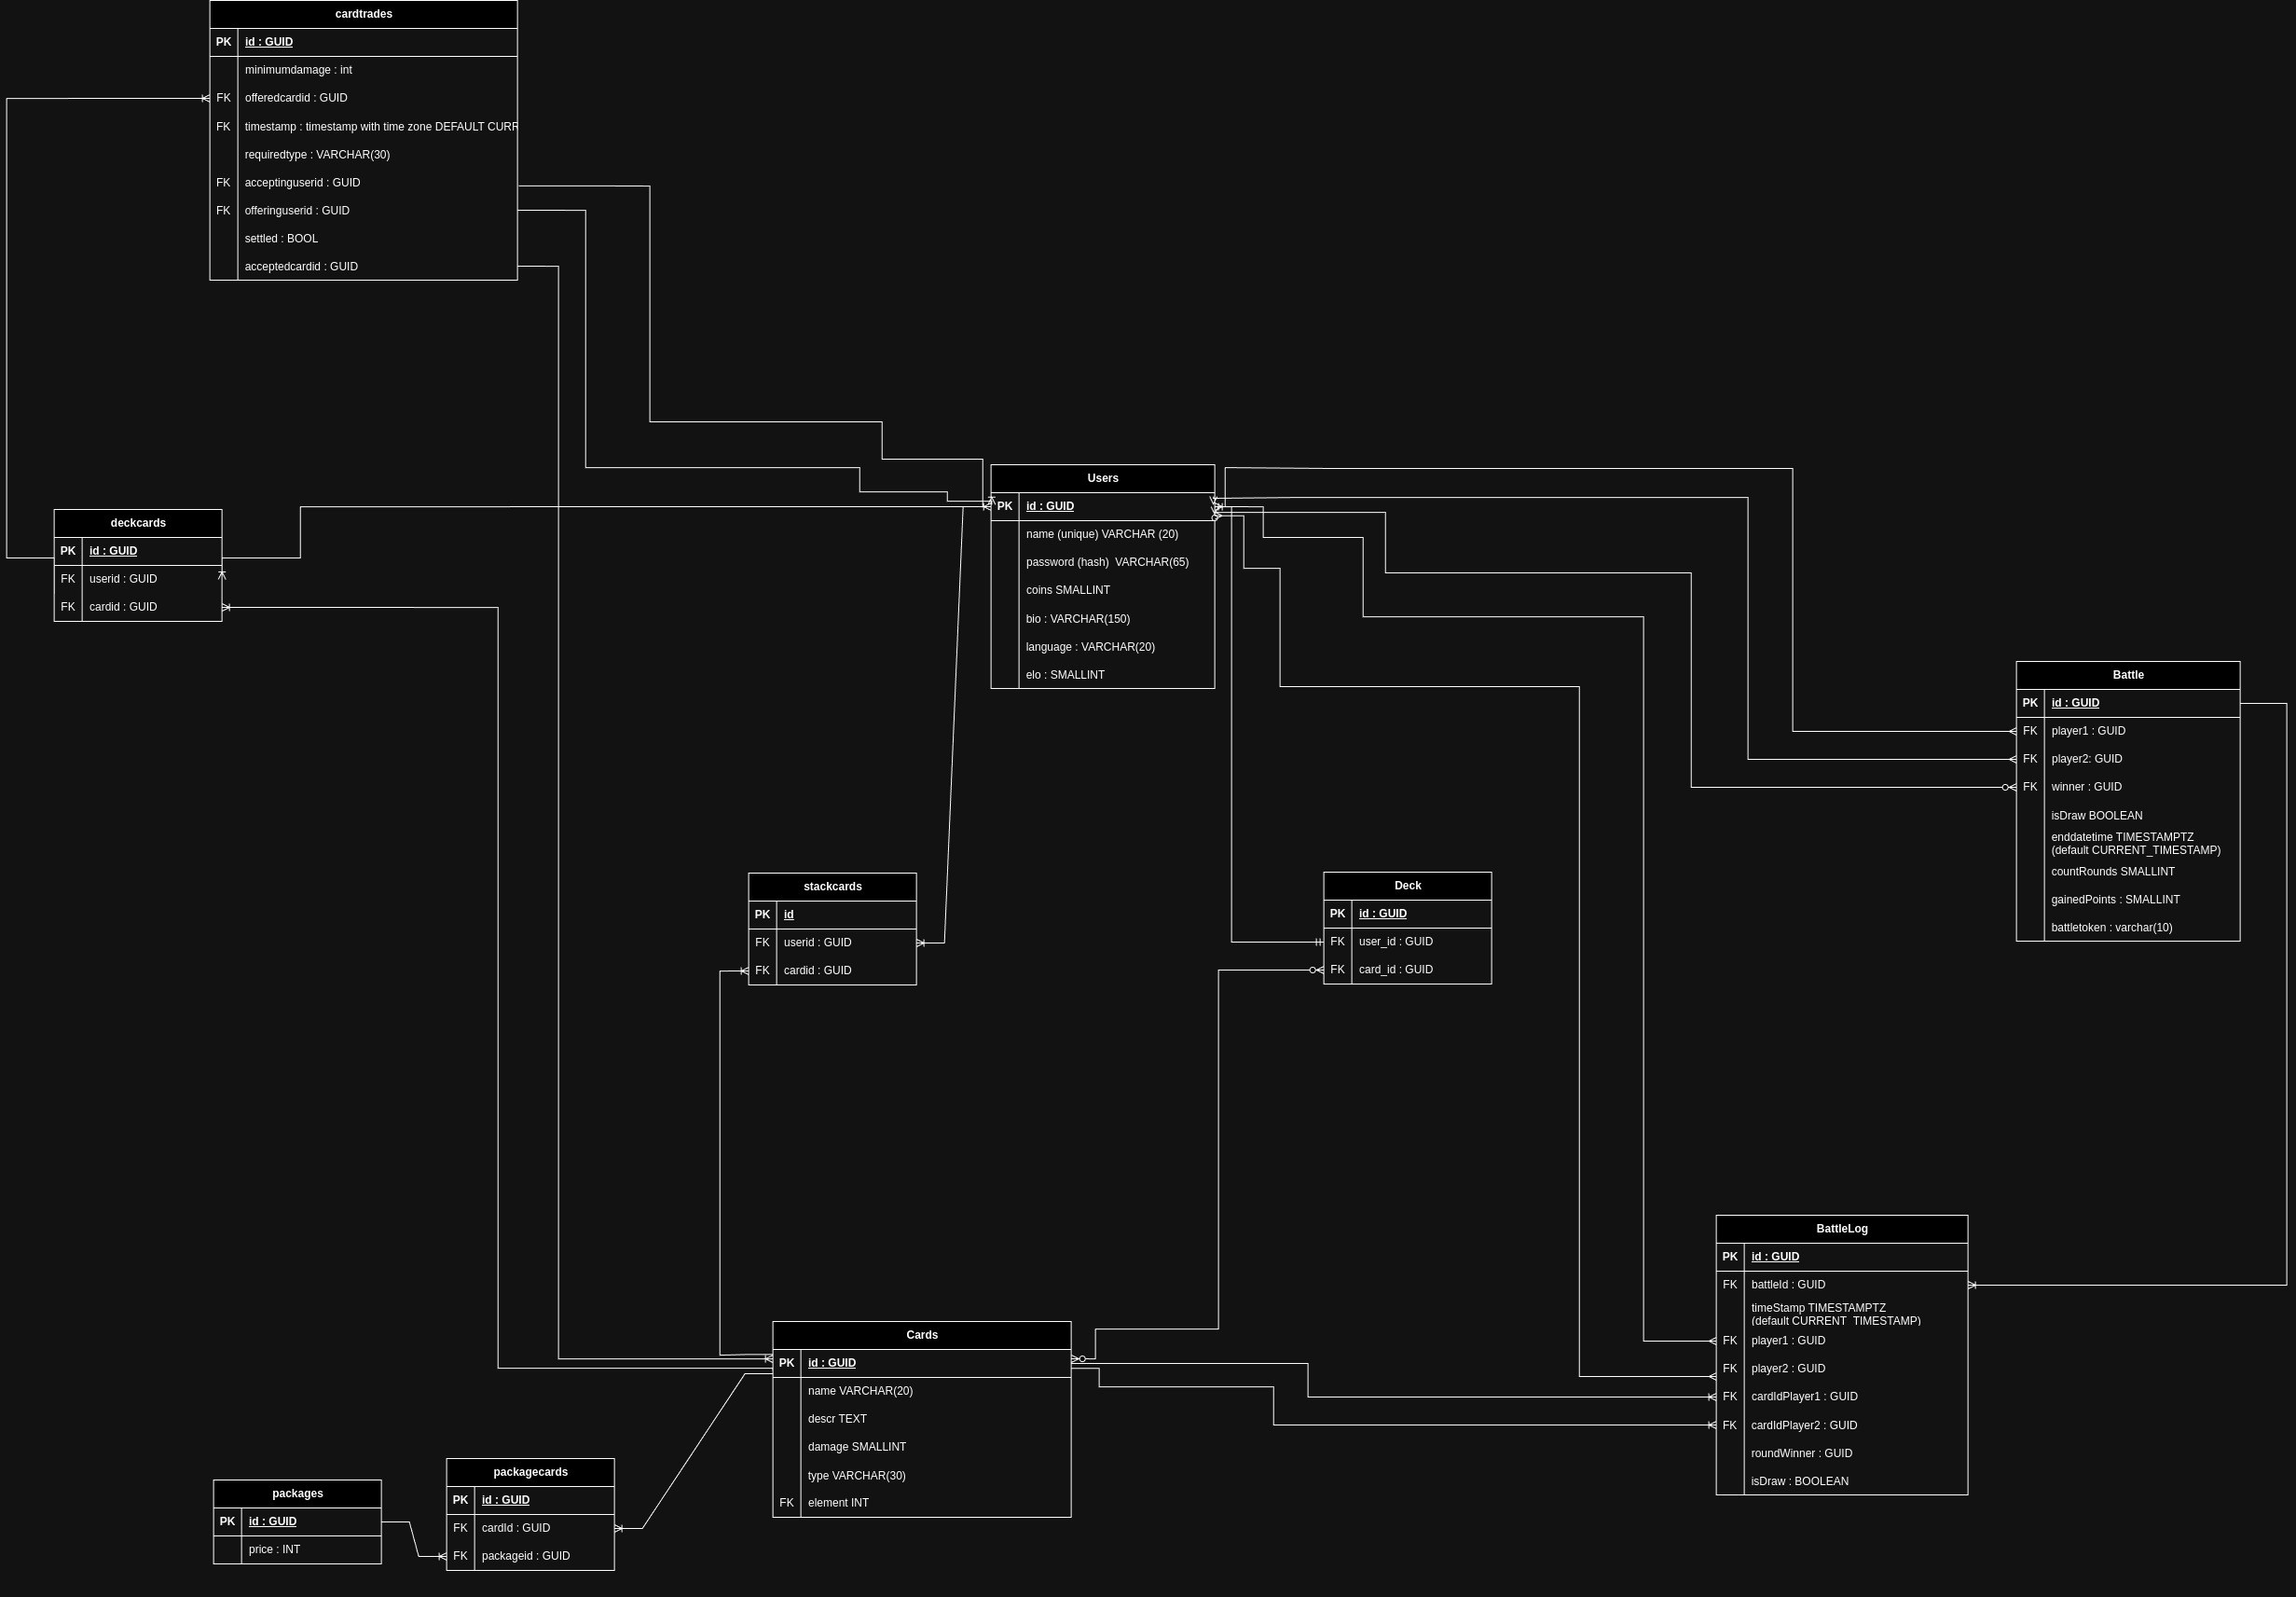 cardtrades
PK id : GUID
minimumdamage : int
FK offeredcardid : GUID
FK timestamp : timestamp with time zone DEFAULT CURR
requiredtype : VARCHAR(30)
FK acceptinguserid : GUID
FK offeringuserid : GUID
settled : BOOL
acceptedcardid : GUID
Users
PK id : GUID
name (unique) VARCHAR (20)
password (hash)  VARCHAR(65)
coins SMALLINT
bio : VARCHAR(150)
language : VARCHAR(20)
elo : SMALLINT
deckcards
PK id : GUID
FK userid : GUID
FK cardid : GUID
Battle
PK id : GUID
FK player1 : GUID
FK player2: GUID
FK winner : GUID
isDraw BOOLEAN
enddatetime TIMESTAMPTZ
(default CURRENT_TIMESTAMP)
countRounds SMALLINT
gainedPoints : SMALLINT
battletoken : varchar(10)
stackcards
PK id
FK userid : GUID
FK cardid : GUID
Deck
PK id : GUID
FK user_id : GUID
FK card_id : GUID
BattleLog
PK id : GUID
FK battleId : GUID
timeStamp TIMESTAMPTZ
(default CURRENT_TIMESTAMP)
FK player1 : GUID
FK player2 : GUID
FK cardIdPlayer1 : GUID
FK cardIdPlayer2 : GUID
roundWinner : GUID
isDraw : BOOLEAN
Cards
PK id : GUID
name VARCHAR(20)
descr TEXT
damage SMALLINT
type VARCHAR(30)
FK element INT
packagecards
PK id : GUID
FK cardId : GUID
FK packageid : GUID
packages
PK id : GUID
price : INT